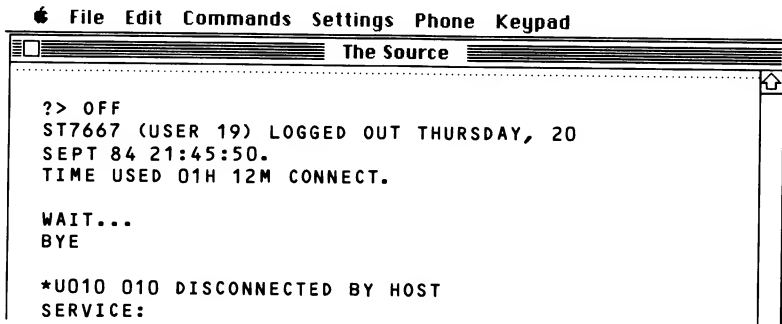 File Edit Commands Settings Phone Keypad
The Source
?> OFF
ST7667 (USER 19) LOGGED OUT THURSDAY, 20
SEPT 84 21:45:50.
TIME USED 01H 12M CONNECT.
WAIT...
BYE
*U010 010 DISCONNECTED BY HOST
SERVICE: